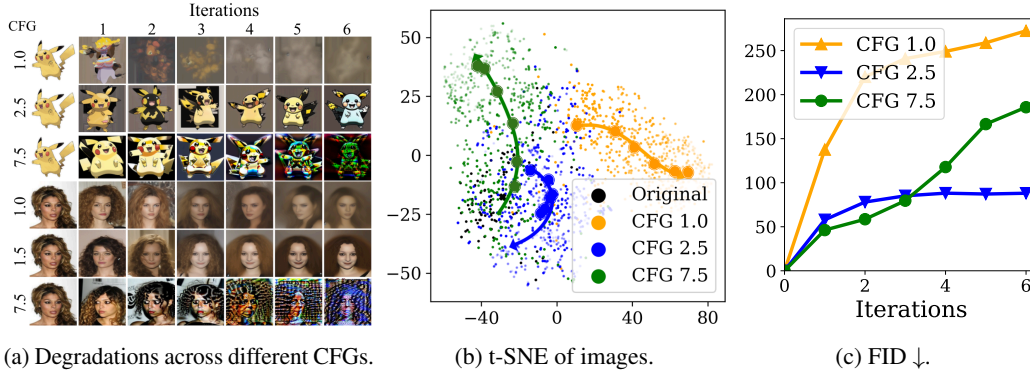 Iterations
CFG
1 2 3 4 5 6
1.0
2.5
7.5
1.0
1.5
7.5
(a) Degradations across different CFGs.
50
25
0
−25
−50
−40 0 40 80
Original
CFG 1.0
CFG 2.5
CFG 7.5
(b) t-SNE of images.
250
200
150
100
50
0
0 2 4 6
Iterations
CFG 1.0
CFG 2.5
CFG 7.5
(c) FID ↓.